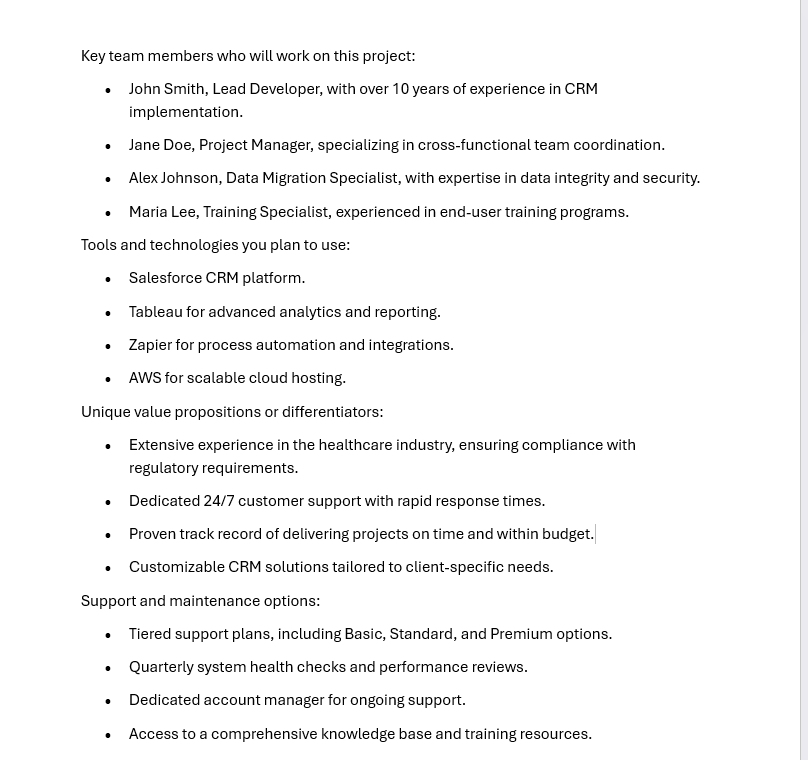 Key team members who will work on this project:
• John Smith, Lead Developer, with over 10 years of experience in CRM
implementation.
• Jane Doe, Project Manager, specializing in cross-functional team coordination.
• Alex Johnson, Data Migration Specialist, with expertise in data integrity and security.
• Maria Lee, Training Specialist, experienced in end-user training programs.
Tools and technologies you plan to use:
• Salesforce CRM platform.
• Tableau for advanced analytics and reporting.
• Zapier for process automation and integrations.
• AWS for scalable cloud hosting.
Unique value propositions or differentiators:
• Extensive experience in the healthcare industry, ensuring compliance with
regulatory requirements.
• Dedicated 24/7 customer support with rapid response times.
• Proven track record of delivering projects on time and within budget.
• Customizable CRM solutions tailored to client-specific needs.
Support and maintenance options:
• Tiered support plans, including Basic, Standard, and Premium options.
• Quarterly system health checks and performance reviews.
• Dedicated account manager for ongoing support.
• Access to a comprehensive knowledge base and training resources.